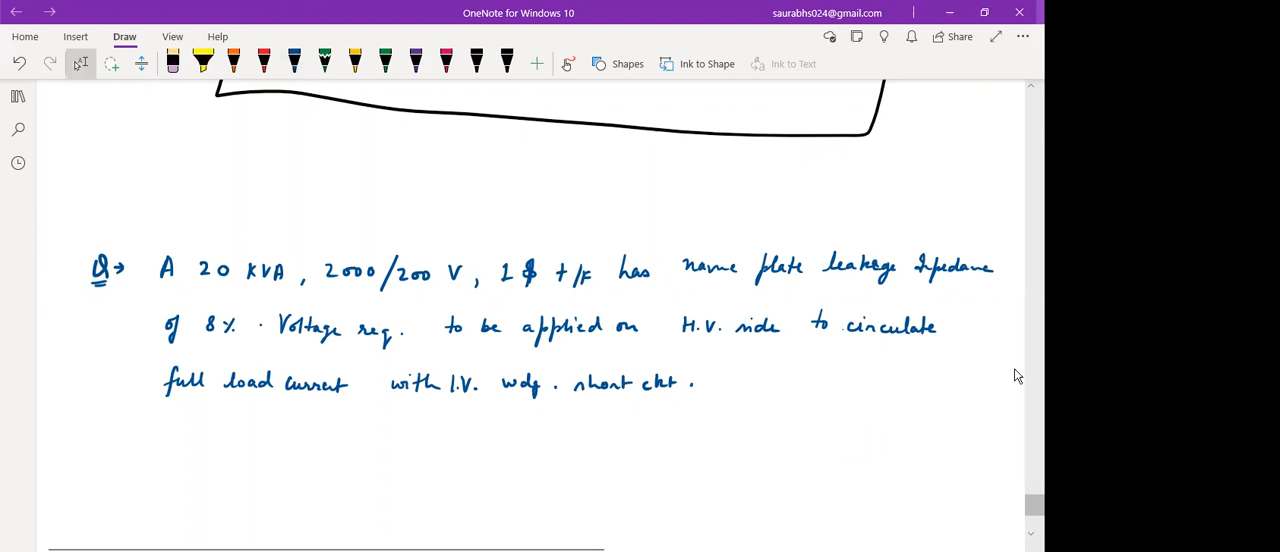 OneNote for Windows 10
saurabhs024@gmail.com
Home Insert Draw View Help
Share
Shapes Ink to Shape Ink to Text
Q→ A 20 KVA, 2000/200 V, 1 ϕ t/f has name plate leakage Impedance
of 8%. Voltage req. to be applied on H.V. side to circulate
full load current with L.V. wdg. short ckt.